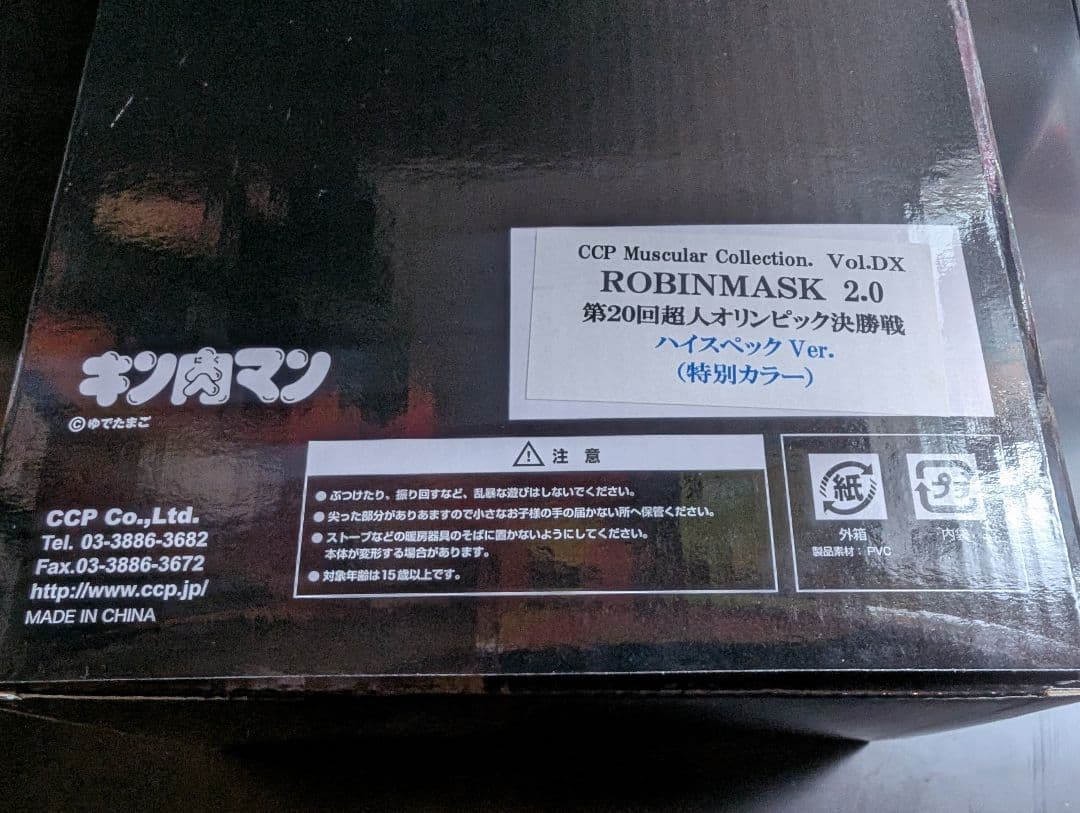 CCP Muscular Collection. Vol.DX
ROBINMASK 2.0
第20回超人オリンピック決勝戦
ハイスペック Ver.
（特別カラー）
キン肉マン
©ゆでたまご
CCP Co.,Ltd.
Tel. 03-3886-3682
Fax.03-3886-3672
http://www.ccp.jp/
MADE IN CHINA
注 意
●ぶつけたり、振り回すなど、乱暴な遊びはしないでください。
●尖った部分がありあますので小さなお子様の手の届かない所へ保管ください。
●ストーブなどの暖房器具のそばに置かないようにしてください。
本体が変形する場合があります。
●対象年齢は15歳以上です。
紙
プラ
外箱
内袋
製品素材：PVC